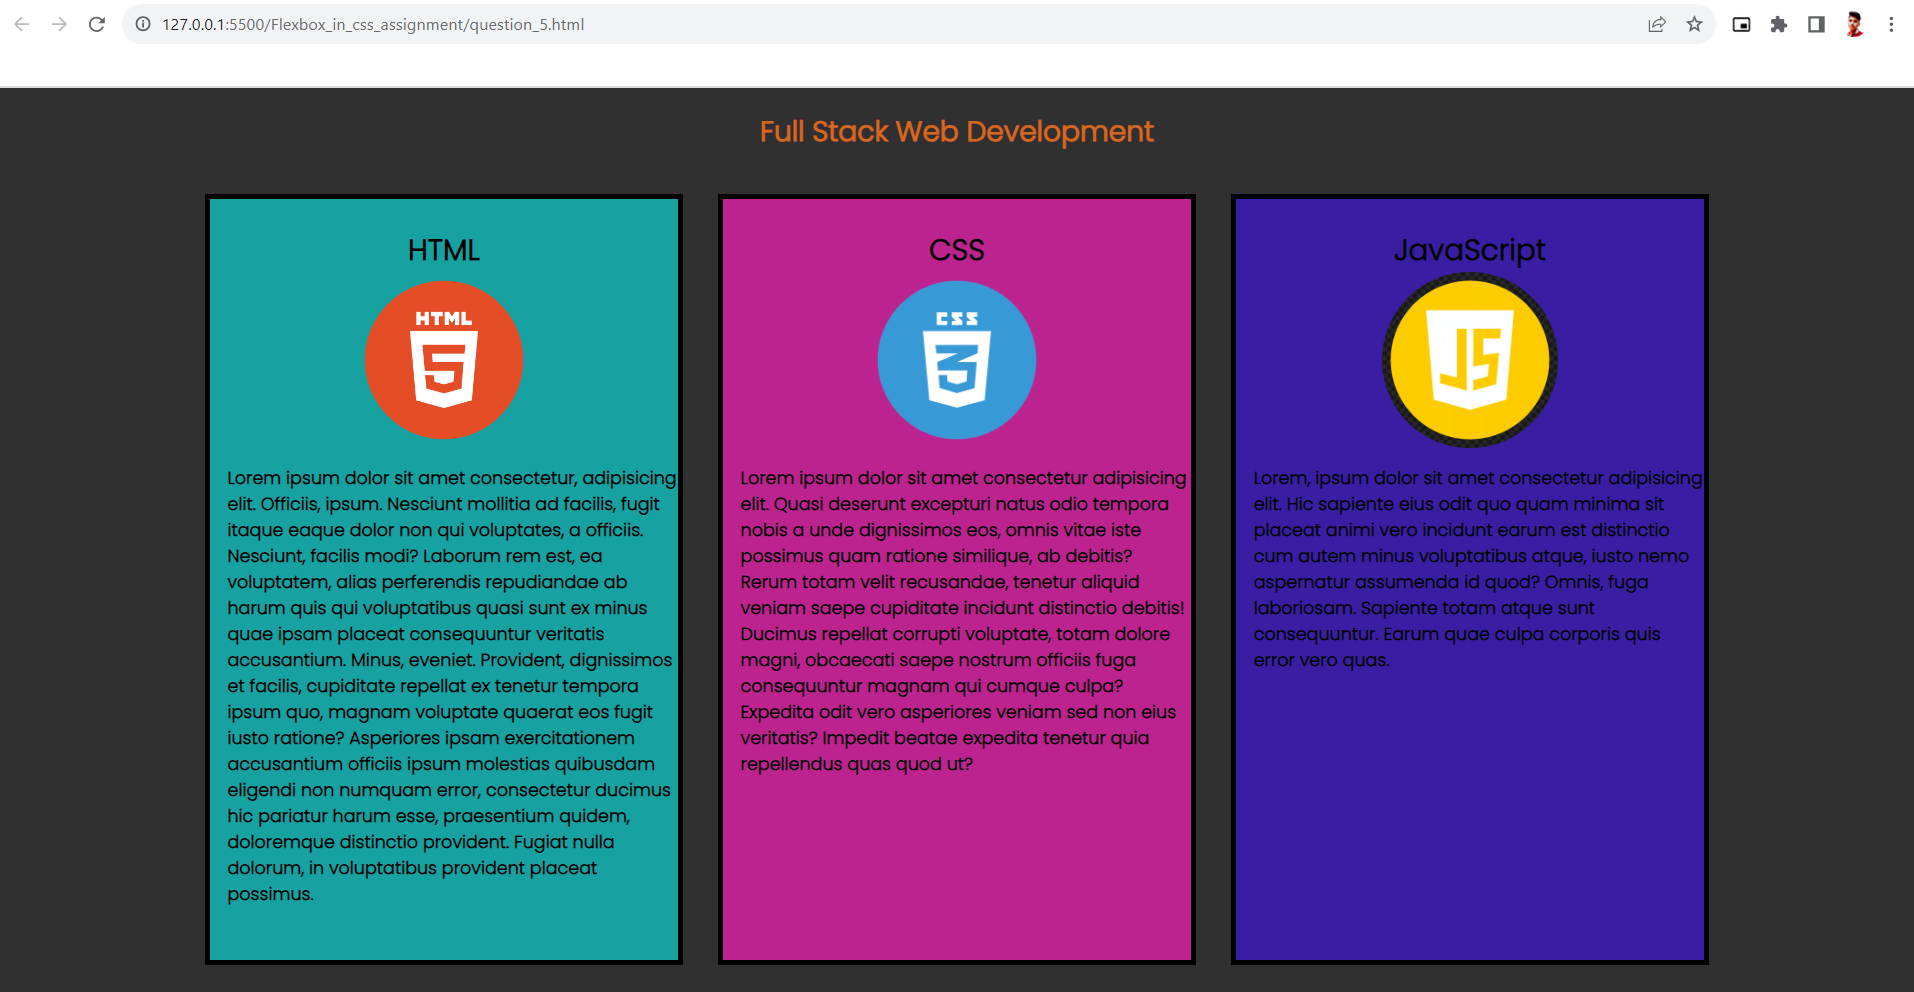 127.0.0.1:5500/Flexbox_in_css_assignment/question_5.html
Full Stack Web Development
HTML
HTML
5
Lorem ipsum dolor sit amet consectetur, adipisicing
elit. Officiis, ipsum. Nesciunt mollitia ad facilis, fugit
itaque eaque dolor non qui voluptates, a officiis.
Nesciunt, facilis modi? Laborum rem est, ea
voluptatem, alias perferendis repudiandae ab
harum quis qui voluptatibus quasi sunt ex minus
quae ipsam placeat consequuntur veritatis
accusantium. Minus, eveniet. Provident, dignissimos
et facilis, cupiditate repellat ex tenetur tempora
ipsum quo, magnam voluptate quaerat eos fugit
iusto ratione? Asperiores ipsam exercitationem
accusantium officiis ipsum molestias quibusdam
eligendi non numquam error, consectetur ducimus
hic pariatur harum esse, praesentium quidem,
doloremque distinctio provident. Fugiat nulla
dolorum, in voluptatibus provident placeat
possimus.
CSS
CSS
3
Lorem ipsum dolor sit amet consectetur adipisicing
elit. Quasi deserunt excepturi natus odio tempora
nobis a unde dignissimos eos, omnis vitae iste
possimus quam ratione similique, ab debitis?
Rerum totam velit recusandae, tenetur aliquid
veniam saepe cupiditate incidunt distinctio debitis!
Ducimus repellat corrupti voluptate, totam dolore
magni, obcaecati saepe nostrum officiis fuga
consequuntur magnam qui cumque culpa?
Expedita odit vero asperiores veniam sed non eius
veritatis? Impedit beatae expedita tenetur quia
repellendus quas quod ut?
JavaScript
JS
Lorem, ipsum dolor sit amet consectetur adipisicing
elit. Hic sapiente eius odit quo quam minima sit
placeat animi vero incidunt earum est distinctio
cum autem minus voluptatibus atque, iusto nemo
aspernatur assumenda id quod? Omnis, fuga
laboriosam. Sapiente totam atque sunt
consequuntur. Earum quae culpa corporis quis
error vero quas.